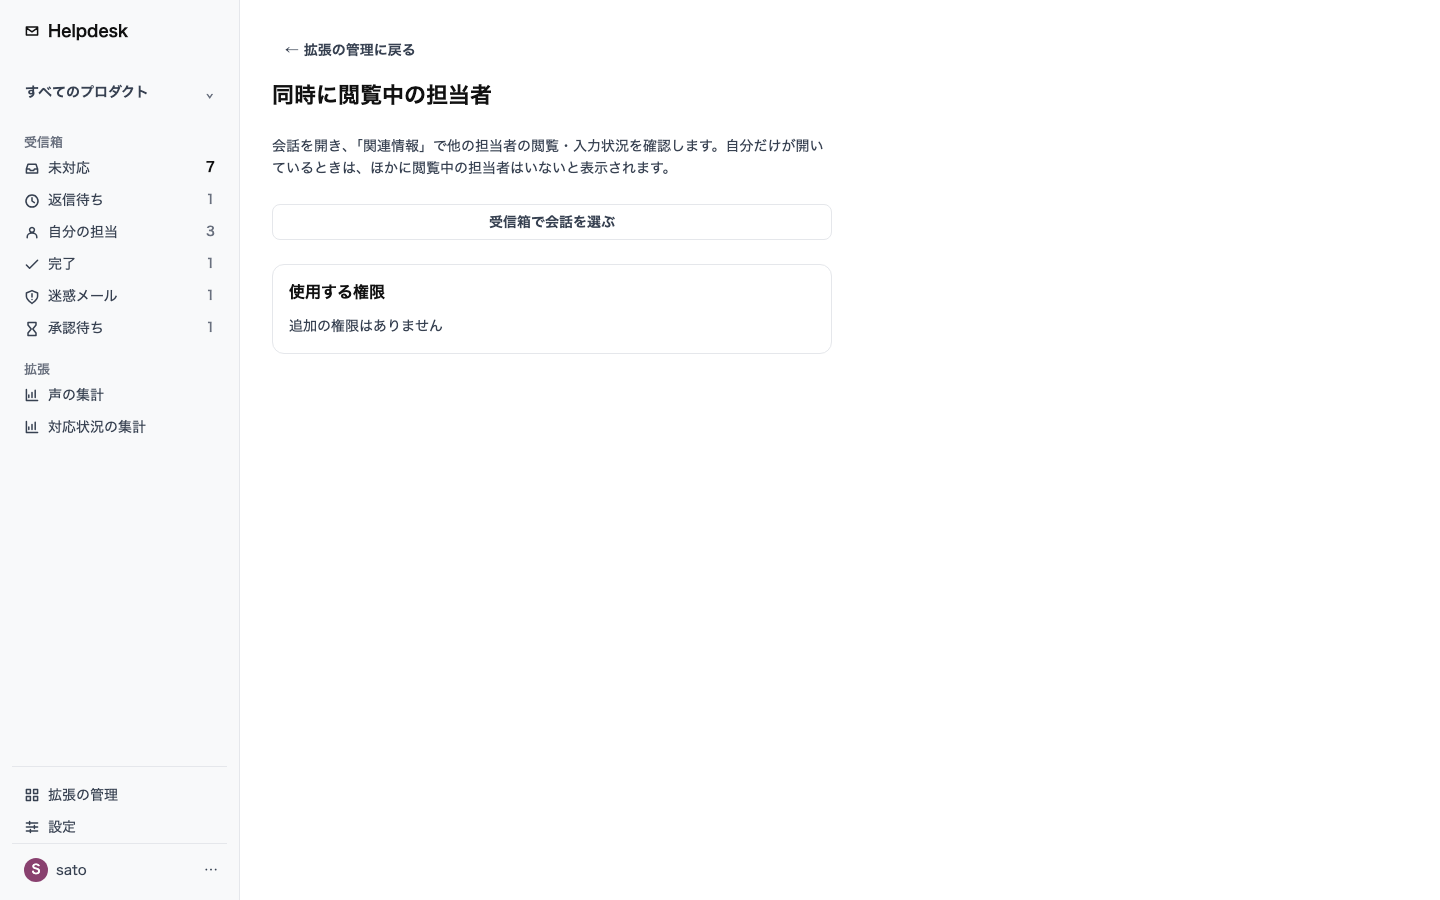 Helpdesk
すべてのプロダクト
受信箱
未対応 7
返信待ち 1
自分の担当 3
完了 1
迷惑メール 1
承認待ち 1
拡張
声の集計
対応状況の集計
拡張の管理
設定
S sato ...
← 拡張の管理に戻る
同時に閲覧中の担当者
会話を開き、「関連情報」で他の担当者の閲覧・入力状況を確認します。自分だけが開い
ているときは、ほかに閲覧中の担当者はいないと表示されます。
受信箱で会話を選ぶ
使用する権限
追加の権限はありません